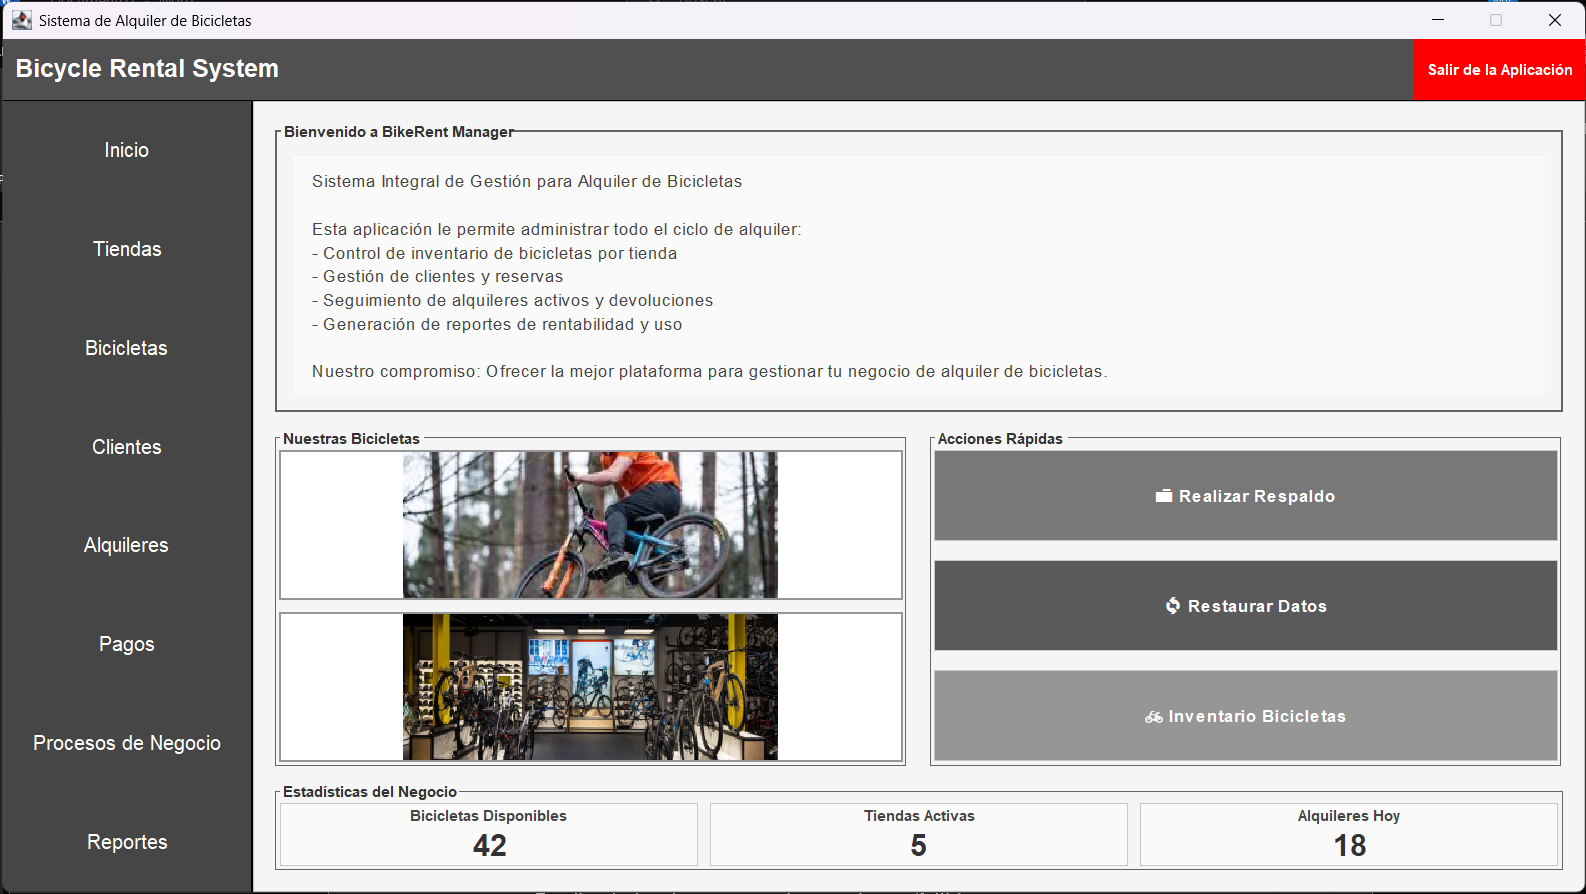 Sistema de Alquiler de Bicicletas
Bicycle Rental System
Salir de la Aplicación
Inicio
Tiendas
Bicicletas
Clientes
Alquileres
Pagos
Procesos de Negocio
Reportes
Bienvenido a BikeRent Manager
Sistema Integral de Gestión para Alquiler de Bicicletas
Esta aplicación le permite administrar todo el ciclo de alquiler:
- Control de inventario de bicicletas por tienda
- Gestión de clientes y reservas
- Seguimiento de alquileres activos y devoluciones
- Generación de reportes de rentabilidad y uso
Nuestro compromiso: Ofrecer la mejor plataforma para gestionar tu negocio de alquiler de bicicletas.
Nuestras Bicicletas
Acciones Rápidas
Realizar Respaldo
Restaurar Datos
Inventario Bicicletas
Estadísticas del Negocio
Bicicletas Disponibles
42
Tiendas Activas
5
Alquileres Hoy
18